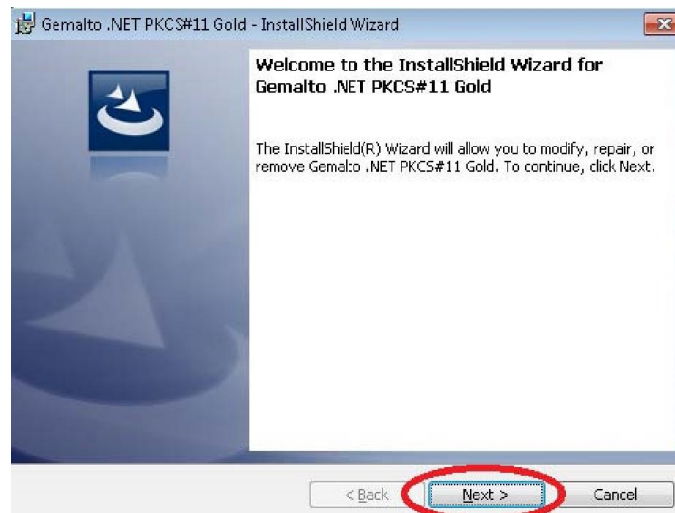 Gemalto .NET PKCS#11 Gold - InstallShield Wizard
Welcome to the InstallShield Wizard for
Gemalto .NET PKCS#11 Gold
The InstallShield(R) Wizard will allow you to modify, repair, or
remove Gemalto .NET PKCS#11 Gold. To continue, click Next.
< Back
Next >
Cancel